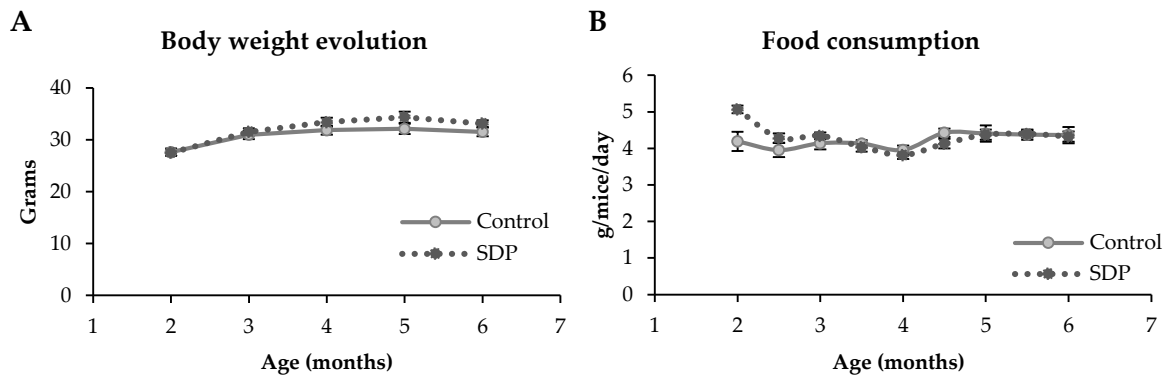 A
Body weight evolution
40
30
20
10
0
Grams
Control
SDP
1 2 3 4 5 6 7
Age (months)
B
Food consumption
6
5
4
3
2
1
0
g/mice/day
Control
SDP
1 2 3 4 5 6 7
Age (months)